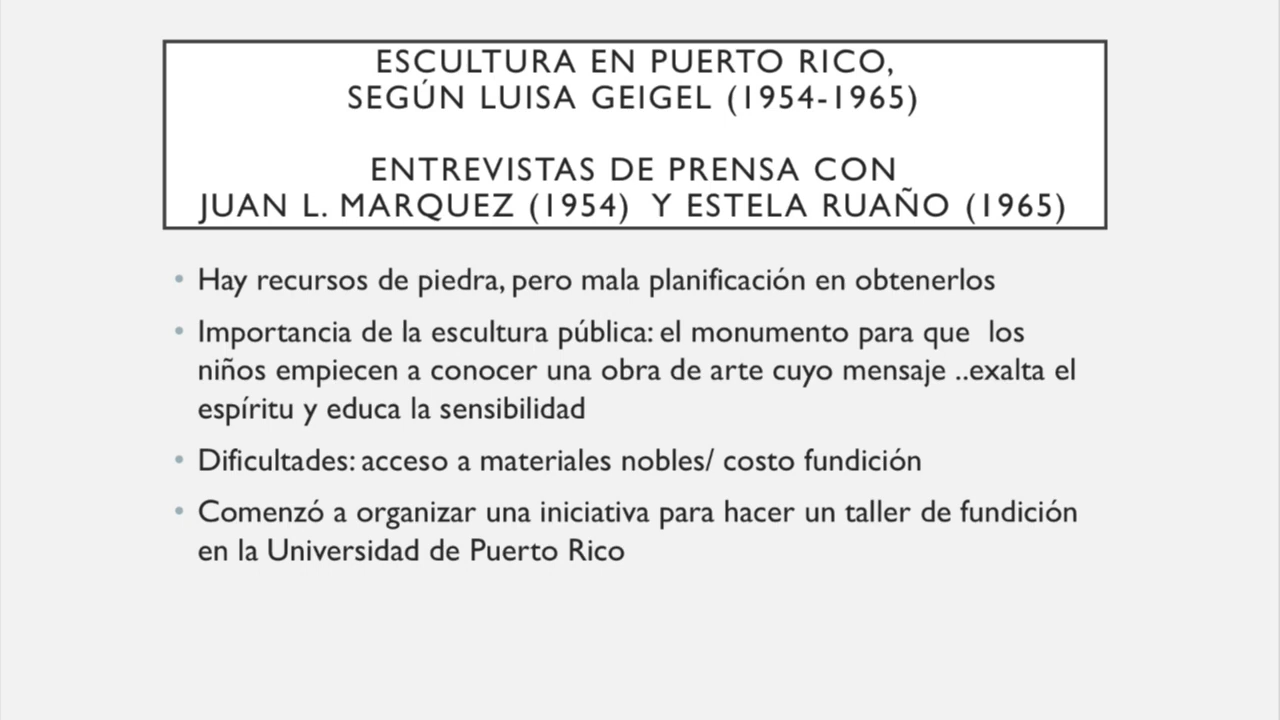 ESCULTURA EN PUERTO RICO,
SEGÚN LUISA GEIGEL (1954-1965)
ENTREVISTAS DE PRENSA CON
JUAN L. MARQUEZ (1954) Y ESTELA RUAÑO (1965)
• Hay recursos de piedra, pero mala planificación en obtenerlos
• Importancia de la escultura pública: el monumento para que los
niños empiecen a conocer una obra de arte cuyo mensaje ..exalta el
espíritu y educa la sensibilidad
• Dificultades: acceso a materiales nobles/ costo fundición
• Comenzó a organizar una iniciativa para hacer un taller de fundición
en la Universidad de Puerto Rico